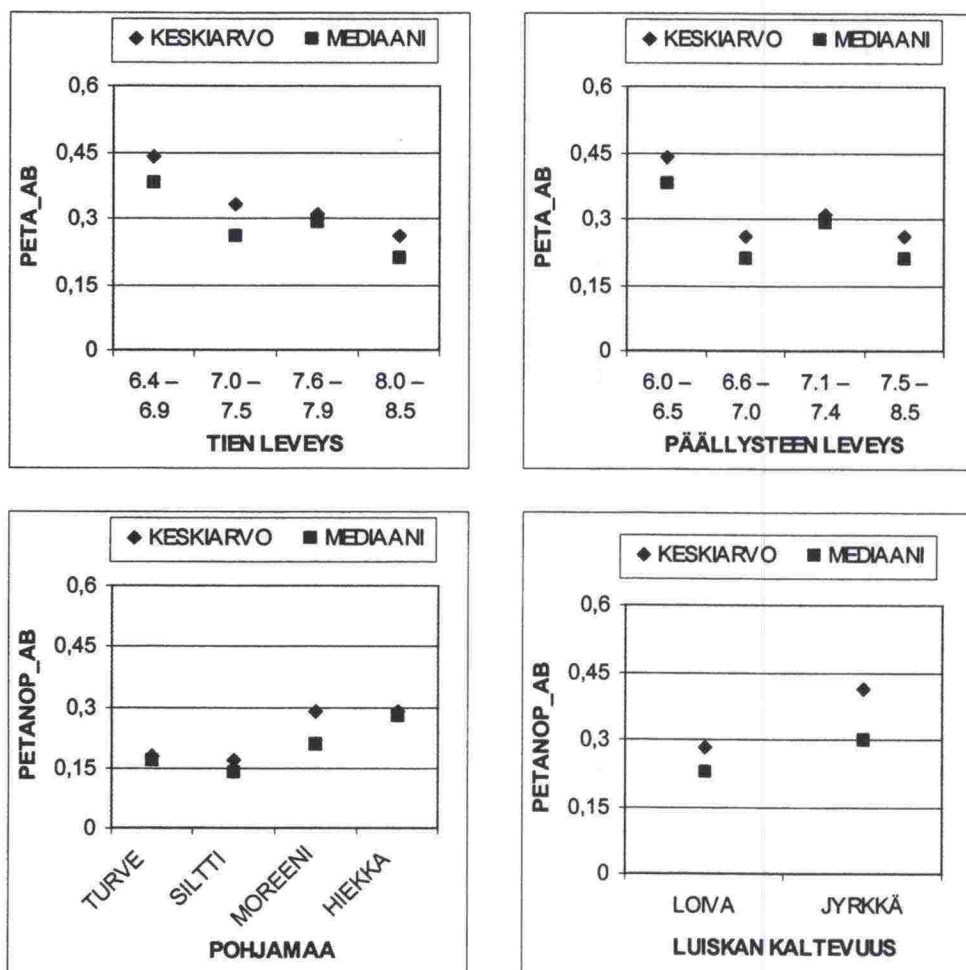 KESKIARVO MEDIAANI
0,6
0,45
0,3
0,15
0
PETA_AB
6.4 – 7.0 – 7.6 – 8.0 –
6.9 7.5 7.9 8.5
TIEN LEVEYS
KESKIARVO MEDIAANI
0,6
0,45
0,3
0,15
0
PETA_AB
6.0 – 6.6 – 7.1 – 7.5 –
6.5 7.0 7.4 8.5
PÄÄLLYSTEEN LEVEYS
KESKIARVO MEDIAANI
0,6
0,45
0,3
0,15
0
PETANOP_AB
TURVE SILTTI MOREENI HIEKKA
POHJAMAA
KESKIARVO MEDIAANI
0,6
0,45
0,3
0,15
0
PETANOP_AB
LOIVA JYRKKÄ
LUISKAN KALTEVUUS